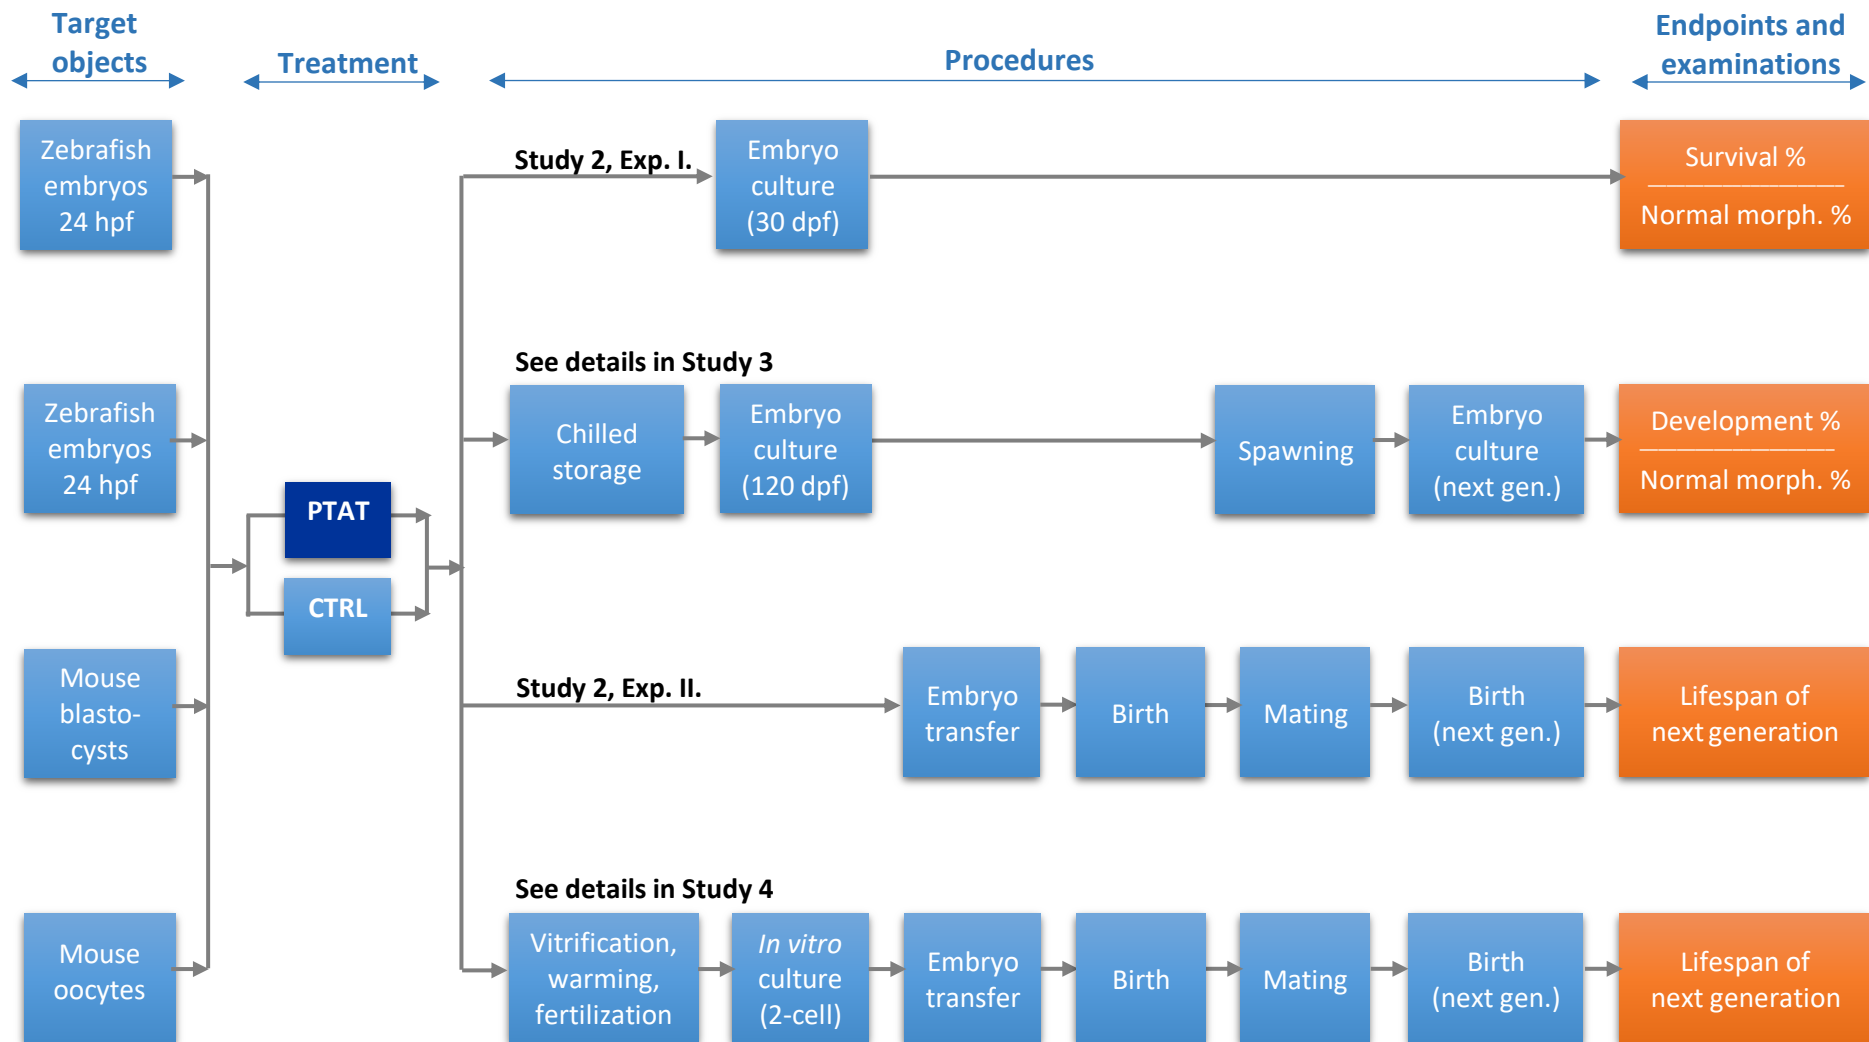 Target
objects
Treatment
Procedures
Endpoints and
examinations
Zebrafish
embryos
24 hpf
Study 2, Exp. I.
Embryo
culture
(30 dpf)
Survival %
Normal morph. %
See details in Study 3
Zebrafish
embryos
24 hpf
Chilled
storage
Embryo
culture
(120 dpf)
Spawning
Embryo
culture
(next gen.)
Development %
Normal morph. %
PTAT
CTRL
Mouse
blasto-
cysts
Study 2, Exp. II.
Embryo
transfer
Birth
Mating
Birth
(next gen.)
Lifespan of
next generation
See details in Study 4
Mouse
oocytes
Vitrification,
warming,
fertilization
In vitro
culture
(2-cell)
Embryo
transfer
Birth
Mating
Birth
(next gen.)
Lifespan of
next generation